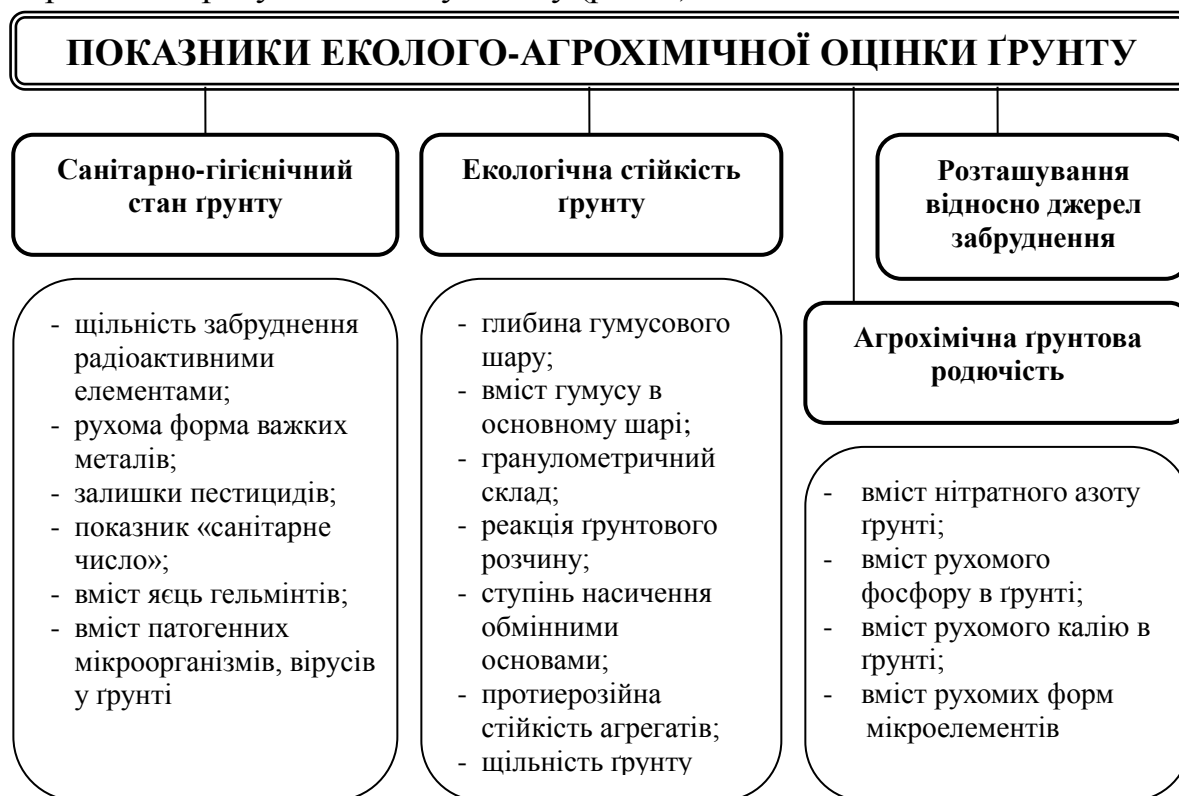 ПОКАЗНИКИ ЕКОЛОГО-АГРОХІМІЧНОЇ ОЦІНКИ ҐРУНТУ
Санітарно-гігієнічний
стан ґрунту
- щільність забруднення
радіоактивними
елементами;
- рухома форма важких
металів;
- залишки пестицидів;
- показник «санітарне
число»;
- вміст яєць гельмінтів;
- вміст патогенних
мікроорганізмів, вірусів
у ґрунті
Екологічна стійкість
ґрунту
- глибина гумусового
шару;
- вміст гумусу в
основному шарі;
- гранулометричний
склад;
- реакція ґрунтового
розчину;
- ступінь насичення
обмінними
основами;
- протиерозійна
стійкість агрегатів;
- щільність ґрунту
Розташування
відносно джерел
забруднення
Агрохімічна ґрунтова
родючість
- вміст нітратного азоту
ґрунті;
- вміст рухомого
фосфору в ґрунті;
- вміст рухомого калію в
ґрунті;
- вміст рухомих форм
мікроелементів